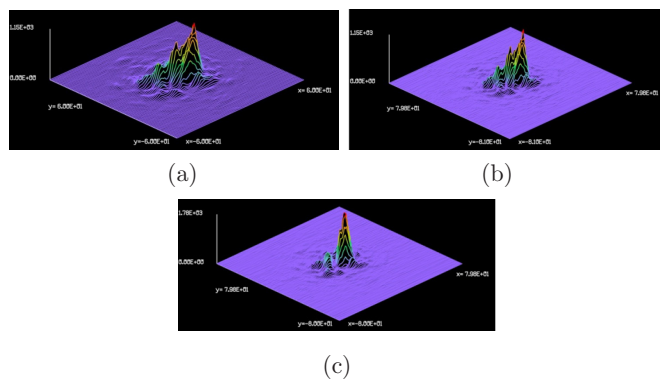 1.15E+03
0.00E+00
y= 6.00E+01
x= 6.00E+01
y=-6.00E+01
x=-6.00E+01
(a)
1.15E+03
0.00E+00
y= 7.98E+01
x= 7.98E+01
y=-8.10E+01
x=-8.10E+01
(b)
1.78E+03
0.00E+00
y= 7.98E+01
x= 7.98E+01
y=-8.00E+01
x=-8.00E+01
(c)